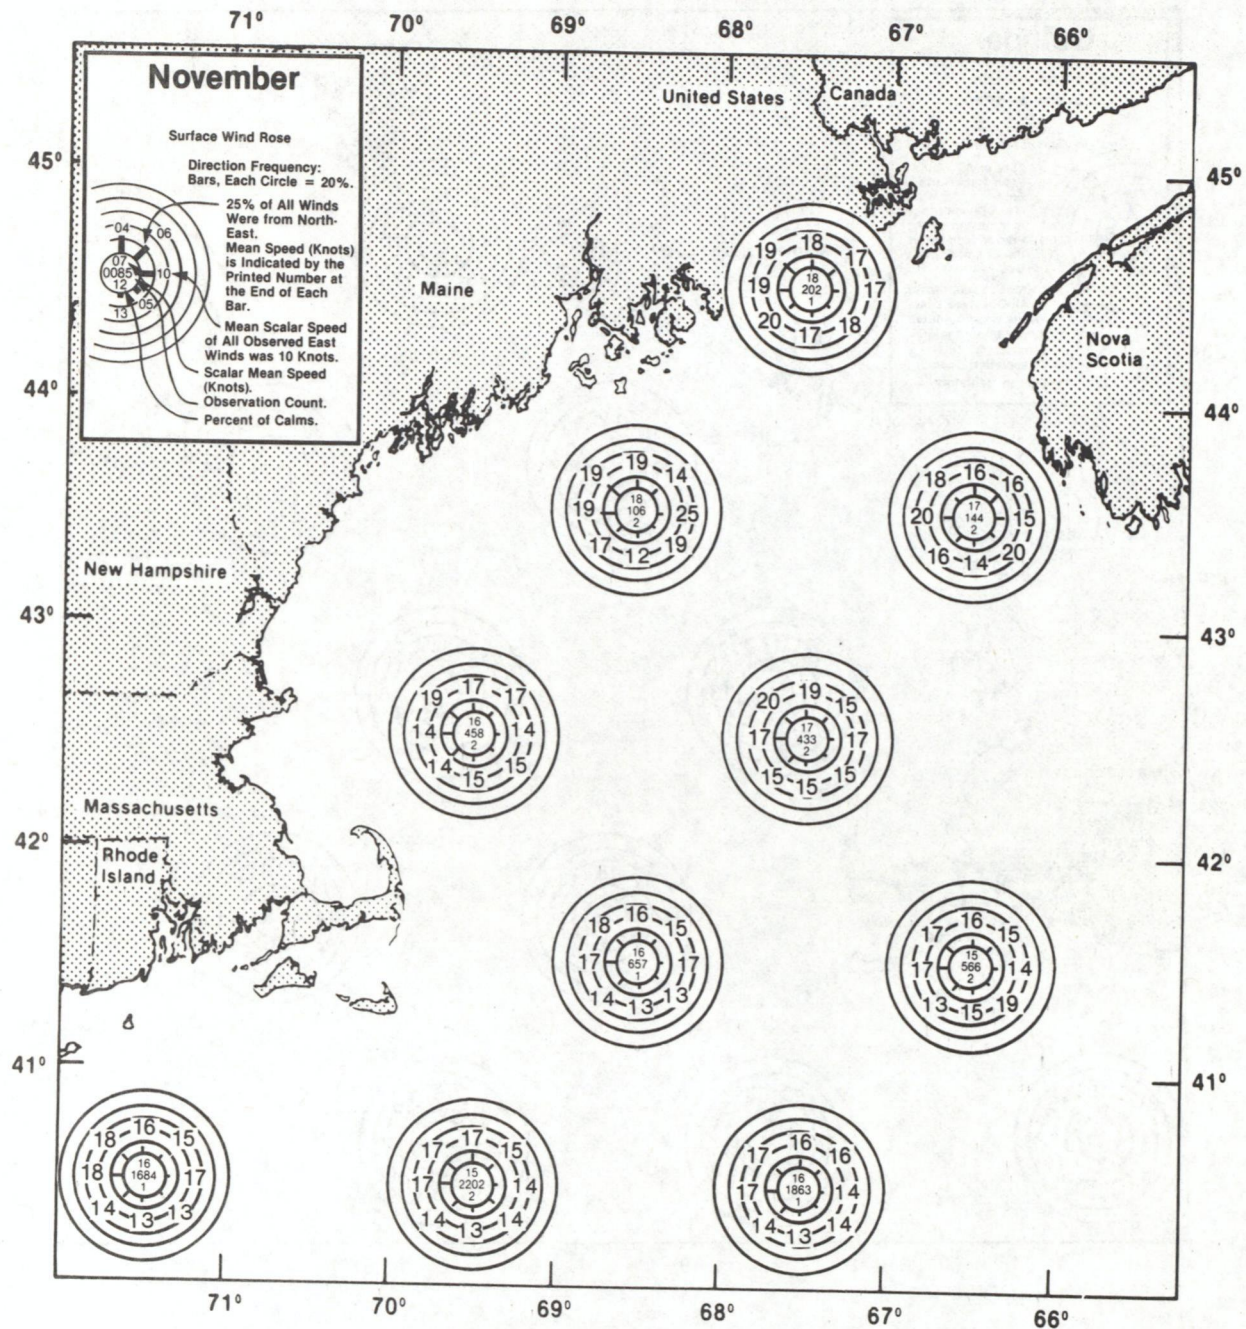 71° 70° 69° 68° 67° 66°
November
Surface Wind Rose
Direction Frequency:
Bars, Each Circle = 20%.
25% of All Winds
Were from North-
East.
Mean Speed (Knots)
is Indicated by the
Printed Number at
the End of Each
Bar.
Mean Scalar Speed
of All Observed East
Winds was 10 Knots.
Scalar Mean Speed
(Knots).
Observation Count.
Percent of Calms.
04
06
07
0085 10
12
05
13
United States
Canada
45°
45°
Maine
Nova
Scotia
18
19 17
18
19 202 17
1
20 18
17
44°
44°
19
19 14
18
19 106 25
2
17 19
12
16
18 16
17
20 144 15
2
16 20
14
New Hampshire
43°
43°
17
19 17
16
14 458 14
2
14 15
15
19
20 15
17
17 433 17
2
15 15
15
Massachusetts
42°
42°
Rhode
Island
16
18 15
16
17 657 17
1
14 13
13
16
17 15
15
17 566 14
2
13 19
15
41°
41°
16
18 15
16
18 1684 17
1
14 13
13
17
17 15
15
17 2202 14
2
14 14
13
16
17 16
16
17 1863 14
1
14 14
13
71° 70° 69° 68° 67° 66°